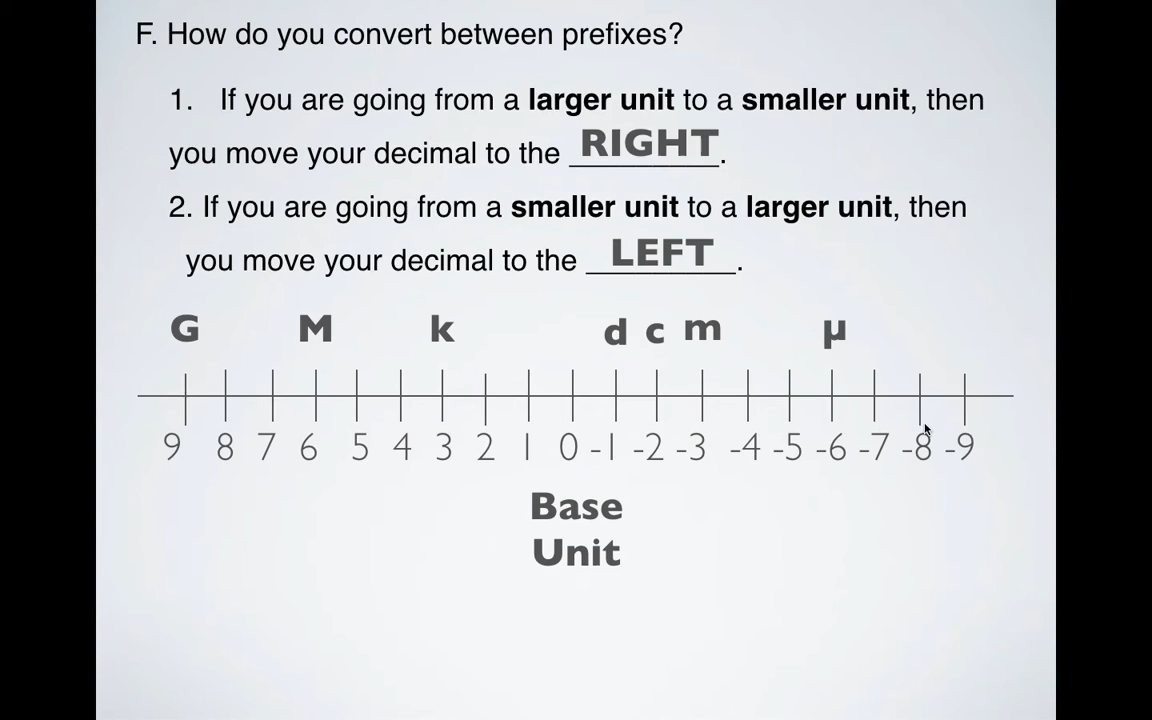 F. How do you convert between prefixes?
1. If you are going from a larger unit to a smaller unit, then
you move your decimal to the RIGHT.
2. If you are going from a smaller unit to a larger unit, then
you move your decimal to the LEFT.
G M k d c m µ
9 8 7 6 5 4 3 2 1 0 -1 -2 -3 -4 -5 -6 -7 -8 -9
Base
Unit